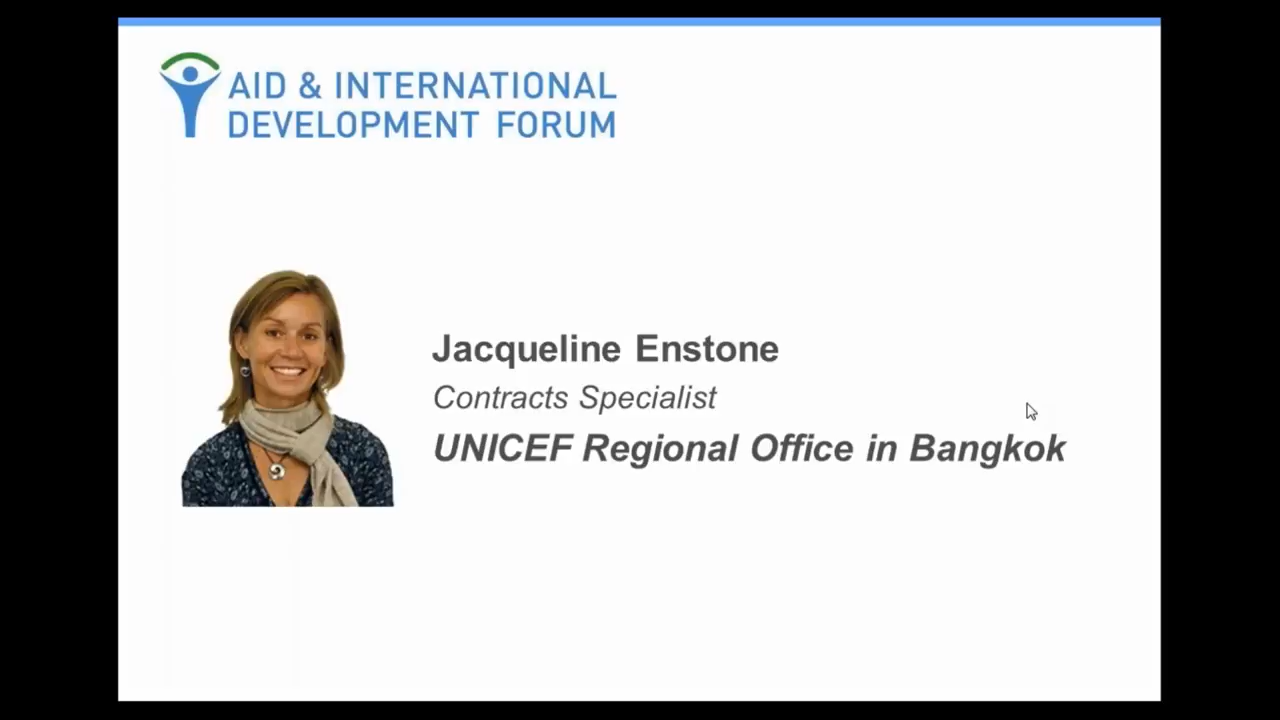 AID & INTERNATIONAL
DEVELOPMENT FORUM
Jacqueline Enstone
Contracts Specialist
UNICEF Regional Office in Bangkok